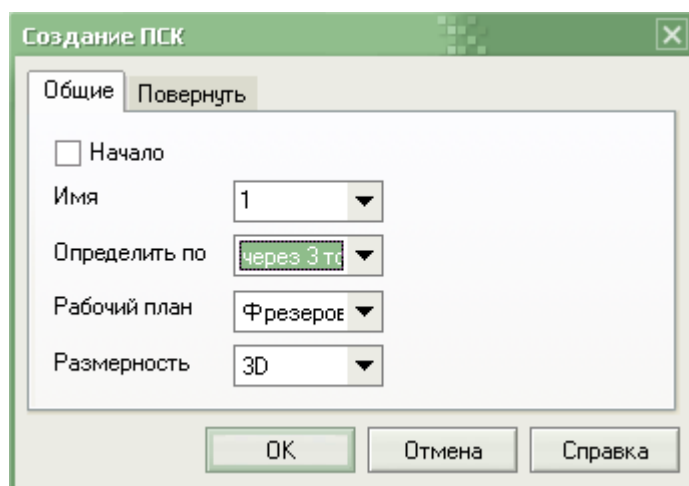 Создание ПСК
Общие Повернуть
Начало
Имя 1
Определить по через 3 то
Рабочий план Фрезеров
Размерность 3D
OK Отмена Справка